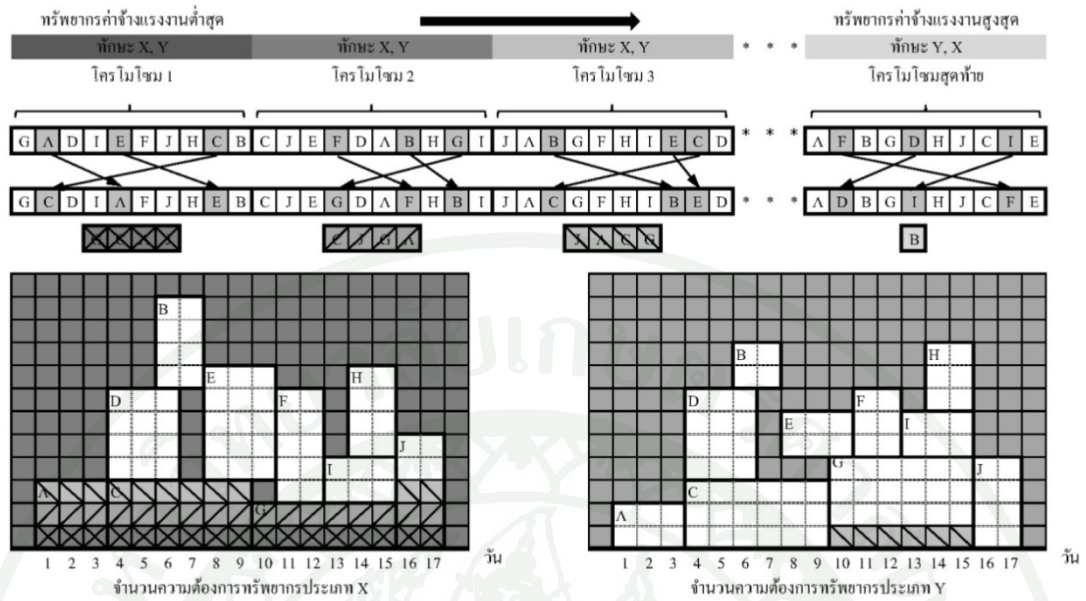 ทรัพยากรค่าจ้างแรงงานต่ำสุด ทรัพยากรค่าจ้างแรงงานสูงสุด
ทักษะ X, Y ทักษะ X, Y ทักษะ X, Y * * * ทักษะ Y, X
โครโมโซม 1 โครโมโซม 2 โครโมโซม 3 โครโมโซมสุดท้าย
G A D I E F J H C B C J E F D A B H G I J A B G F H I E C D * * * A F B G D H J C I E
G C D I A F J H E B C J E G D A F H B I J A C G F H I B E D * * * A D B G I H J C F E
C J G A J A C G B
B B H
E H D F
D F E I
J G J
I C
A C A
G
1 2 3 4 5 6 7 8 9 10 11 12 13 14 15 16 17 วัน 1 2 3 4 5 6 7 8 9 10 11 12 13 14 15 16 17 วัน
จำนวนความต้องการทรัพยากรประเภท X จำนวนความต้องการทรัพยากรประเภท Y